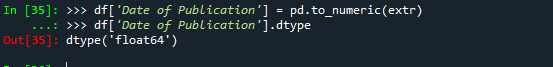 In [35]: >>> df['Date of Publication'] = pd.to_numeric(extr)
...: >>> df['Date of Publication'].dtype
Out[35]: dtype('float64')